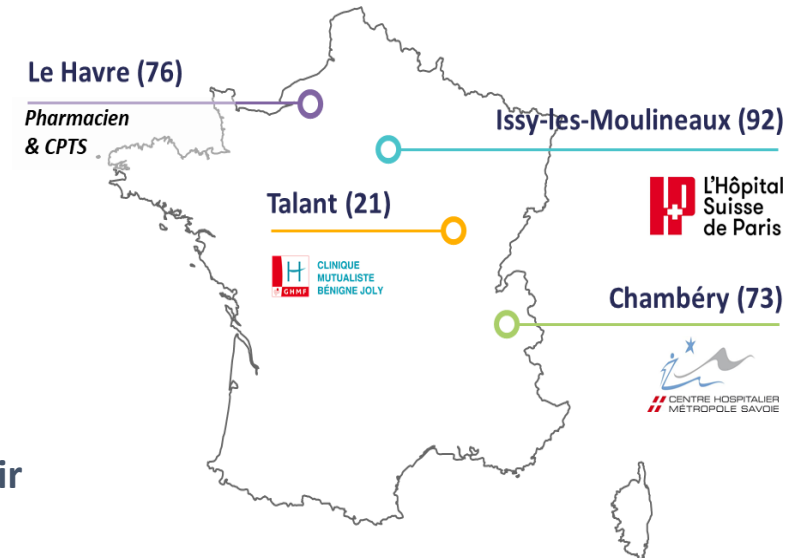 Le Havre (76)
Pharmacien
& CPTS
Issy-les-Moulineaux (92)
HP
L'Hôpital
Suisse
de Paris
Talant (21)
H
GHMF
CLINIQUE
MUTUALISTE
BÉNIGNE JOLY
Chambéry (73)
CENTRE HOSPITALIER
MÉTROPOLE SAVOIE
ir